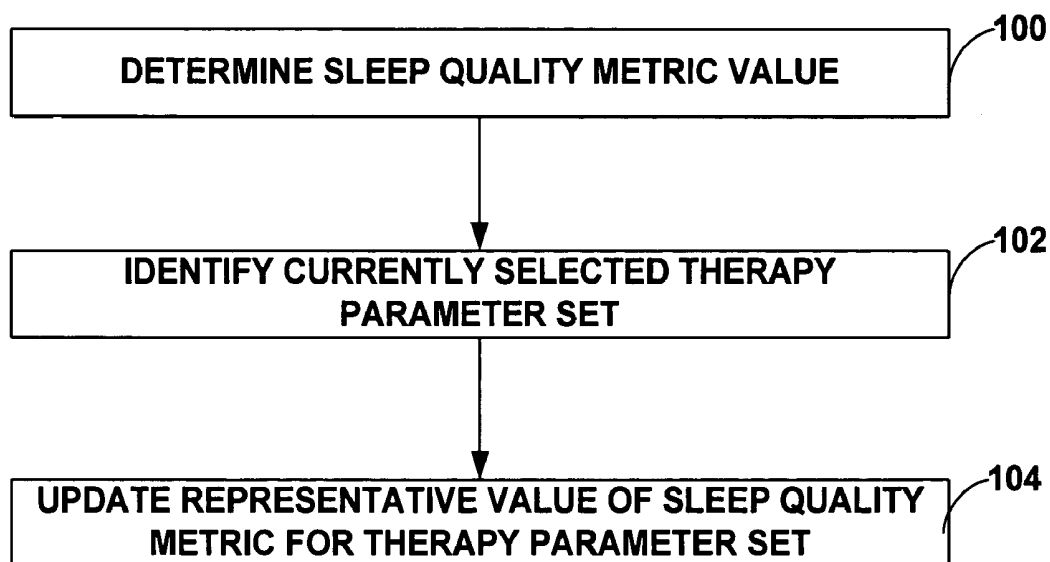 100
DETERMINE SLEEP QUALITY METRIC VALUE
102
IDENTIFY CURRENTLY SELECTED THERAPY
PARAMETER SET
104
UPDATE REPRESENTATIVE VALUE OF SLEEP QUALITY
METRIC FOR THERAPY PARAMETER SET